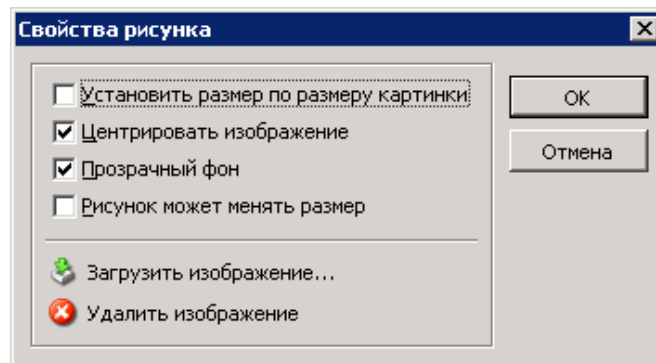 Свойства рисунка
Установить размер по размеру картинки
Центрировать изображение
Прозрачный фон
Рисунок может менять размер
Загрузить изображение...
Удалить изображение
OK
Отмена